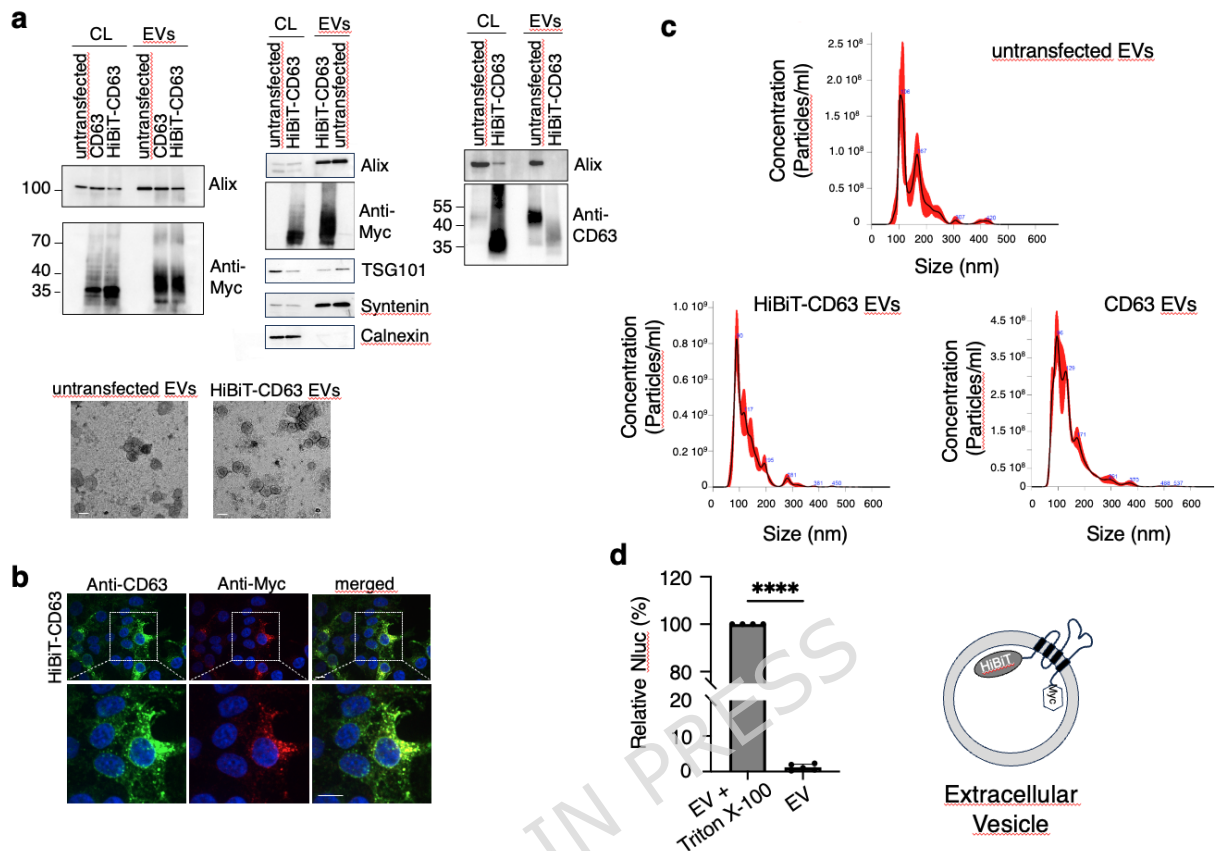 a
CL
EVs
untransfected
CD63
HiBiT-CD63
untransfected
CD63
HiBiT-CD63
100
Alix
70
40
35
Anti-
Myc
CL
EVs
untransfected
HiBiT-CD63
HiBiT-CD63
untransfected
Alix
Anti-
Myc
TSG101
Syntenin
Calnexin
CL
EVs
untransfected
HiBiT-CD63
untransfected
HiBiT-CD63
Alix
55
40
35
Anti-
CD63
untransfected EVs
HiBiT-CD63 EVs
b
Anti-CD63
Anti-Myc
merged
HiBiT-CD63
c
untransfected EVs
Concentration
(Particles/ml)
2.5 10⁸
2.0 10⁸
1.5 10⁸
1.0 10⁸
0.5 10⁸
0
0 100 200 300 400 500 600
Size (nm)
HiBiT-CD63 EVs
Concentration
(Particles/ml)
1.0 10⁹
0.8 10⁹
0.6 10⁹
0.4 10⁹
0.2 10⁹
0
0 100 200 300 400 500 600
Size (nm)
CD63 EVs
Concentration
(Particles/ml)
4.5 10⁸
3.0 10⁸
1.5 10⁸
0
0 100 200 300 400 500 600
Size (nm)
d
Relative Nluc (%)
120
100
80
20
10
0
****
EV +
Triton X-100
EV
HiBiT
Myc
Extracellular
Vesicle
IN PRESS